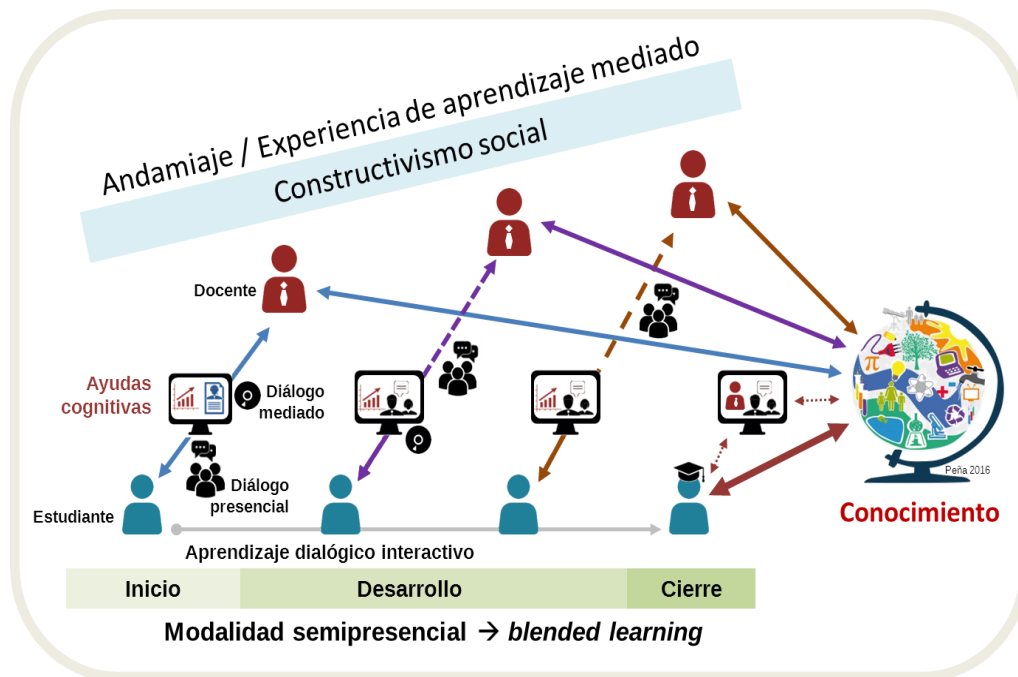 Andamiaje / Experiencia de aprendizaje mediado
Constructivismo social
Docente
Ayudas
cognitivas
Diálogo
mediado
Diálogo
presencial
Estudiante
Peña 2016
Conocimiento
π
Aprendizaje dialógico interactivo
Inicio
Desarrollo
Cierre
Modalidad semipresencial → blended learning